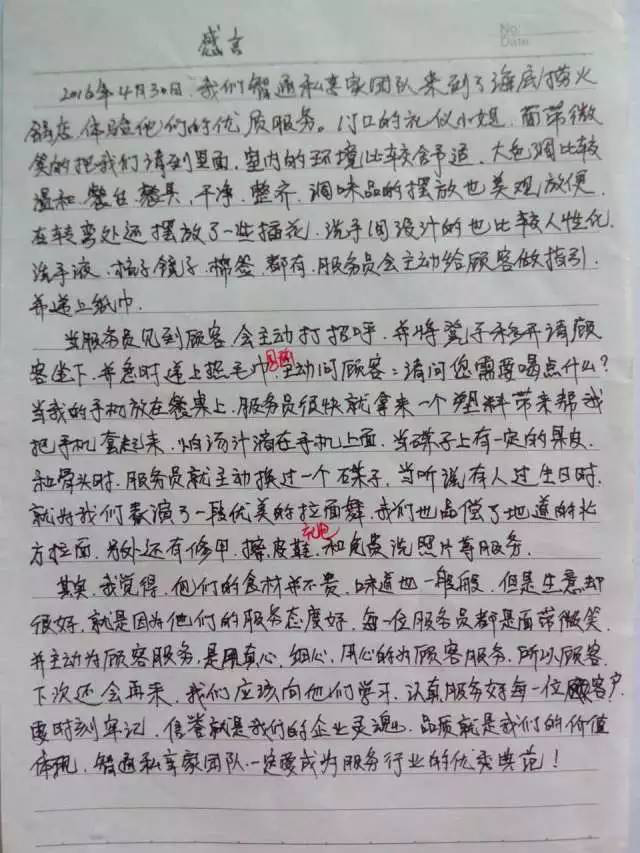 No:
Date
感言
2016年4月30日，我们智通私享家团队来到了海底捞火
锅店，体验他们的优质服务。门口的礼仪小姐，面带微
笑的把我们请到里面，室内的环境比较舒适，大色调比较
温和，餐台、餐具，干净、整齐，调味品的摆放也美观放便，
在转弯处还摆放了一些插花，洗手间设计的也比较人性化，
洗手液、梳子、镜子、棉签，都有，服务员会主动给顾客做指引，
并递上纸巾。
当服务员见到顾客会主动打招呼，并将凳子移开请顾
客坐下，并急时递上热毛巾，主动问顾客：请问您需要喝点什么？
当我的手机放在餐桌上，服务员很快就拿来一个塑料带来帮我
把手机套起来，怕汤汁溅在手机上面，当碟子上有一定的果皮，
和骨头时，服务员就主动换过一个碟子，当听说有人过生日时，
就为我们表演了一段优美的拉面舞，我们也品偿了地道的长
方拉面，另外还有修甲、擦皮鞋，和免费洗照片等服务。
其实，我觉得，他们的食材并不贵，味道也一般般，但是生意却
很好，就是因为他们的服务态度好，每一位服务员都是面带微笑，
并主动为顾客服务，是用真心，细心，用心的为顾客服务，所以顾客
下次还会再来，我们应该向他们学习，认真服务好每一位客户，
要时刻牢记，信誉就是我们的企业灵魂，品质就是我们的价值
体现，智通私享家团队一定要成为服务行业的优秀典范！